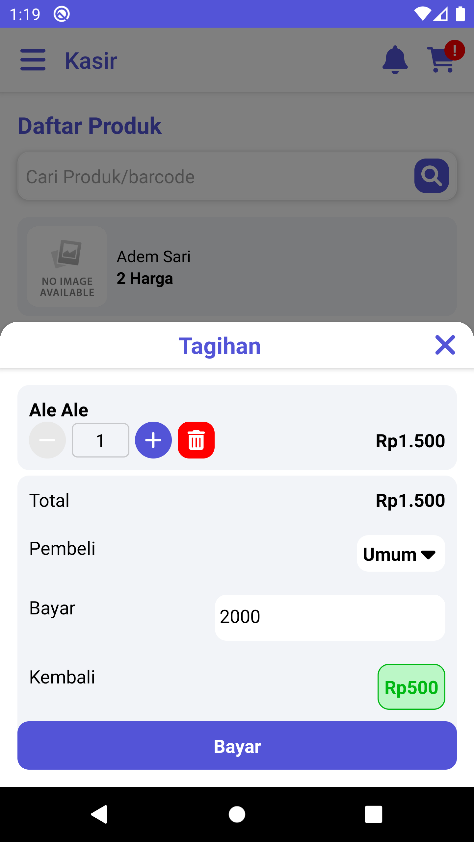 1:19
Kasir
!
Daftar Produk
Cari Produk/barcode
NO IMAGE
AVAILABLE
Adem Sari
2 Harga
Tagihan
Ale Ale
1
Rp1.500
Total
Rp1.500
Pembeli
Umum
Bayar
2000
Kembali
Rp500
Bayar